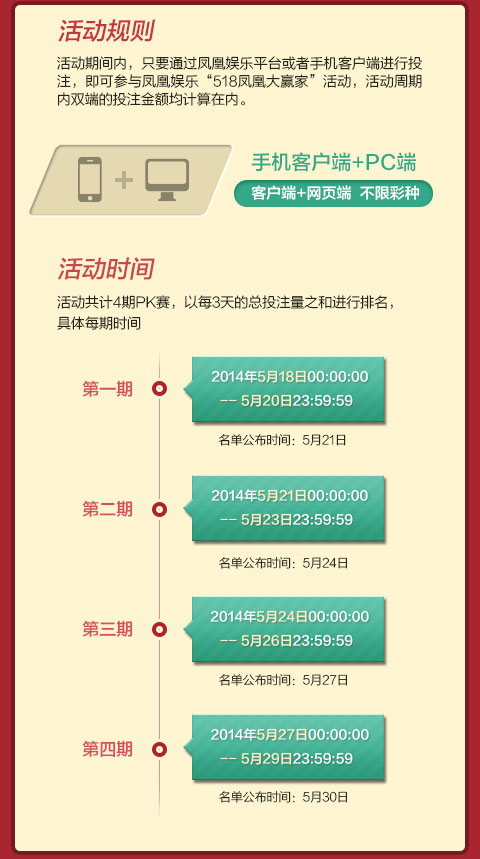 活动规则
活动期间内，只要通过凤凰娱乐平台或者手机客户端进行投
注，即可参与凤凰娱乐“518凤凰大赢家”活动，活动周期
内双端的投注金额均计算在内。
手机客户端+PC端
客户端+网页端 不限彩种
活动时间
活动共计4期PK赛，以每3天的总投注量之和进行排名，
具体每期时间
第一期
2014年5月18日00:00:00
-- 5月20日23:59:59
名单公布时间：5月21日
第二期
2014年5月21日00:00:00
-- 5月23日23:59:59
名单公布时间：5月24日
第三期
2014年5月24日00:00:00
-- 5月26日23:59:59
名单公布时间：5月27日
第四期
2014年5月27日00:00:00
-- 5月29日23:59:59
名单公布时间：5月30日